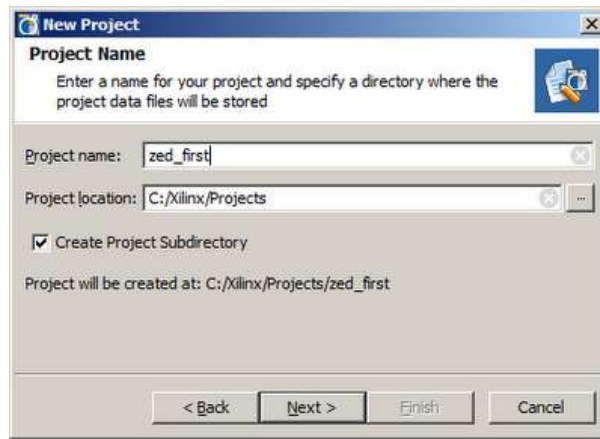 New Project
Project Name
Enter a name for your project and specify a directory where the
project data files will be stored
Project name: zed_first
Project location: C:/Xilinx/Projects ...
Create Project Subdirectory
Project will be created at: C:/Xilinx/Projects/zed_first
< Back Next > Finish Cancel